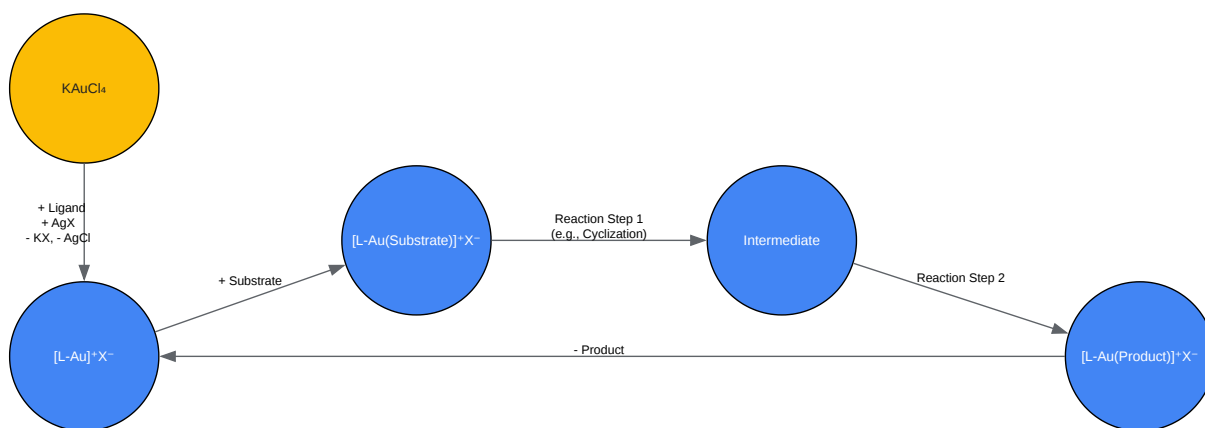 KAuCl₄
+ Ligand
+ AgX
- KX, - AgCl
[L-Au]⁺X⁻
+ Substrate
[L-Au(Substrate)]⁺X⁻
Reaction Step 1
(e.g., Cyclization)
Intermediate
Reaction Step 2
[L-Au(Product)]⁺X⁻
- Product